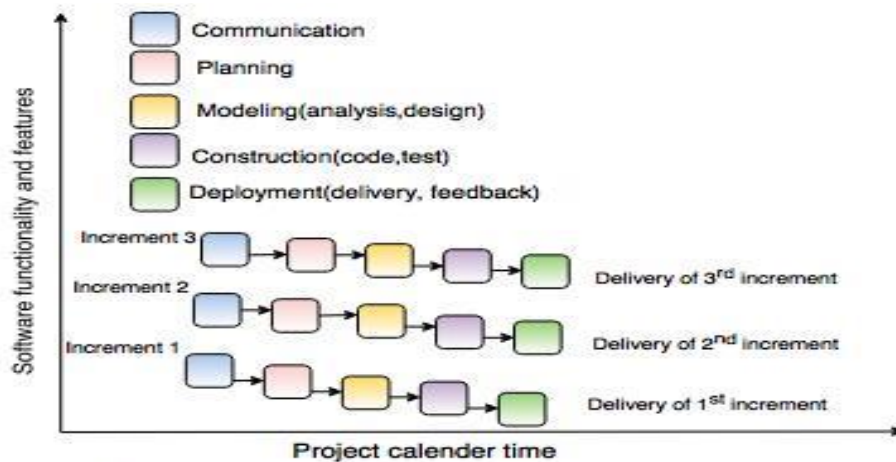 Software functionality and features
Communication
Planning
Modeling(analysis,design)
Construction(code,test)
Deployment(delivery, feedback)
Increment 3
Delivery of 3rd increment
Increment 2
Delivery of 2nd increment
Increment 1
Delivery of 1st increment
Project calender time